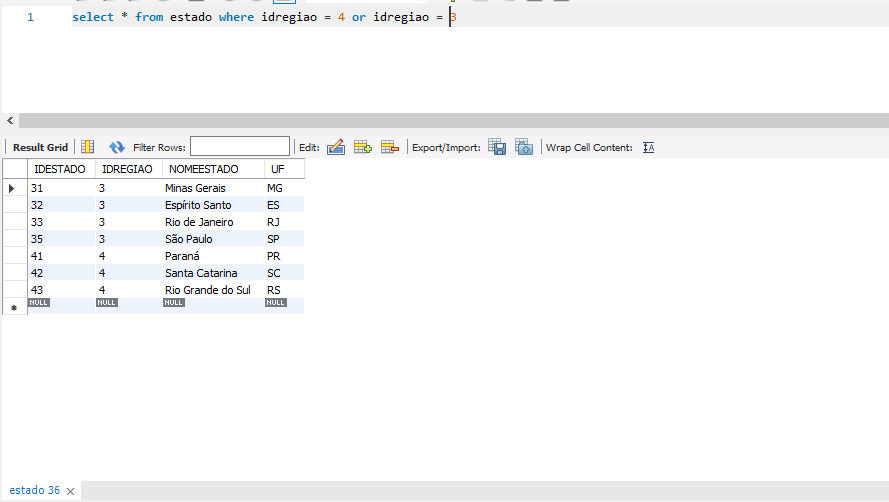 1 select * from estado where idregiao = 4 or idregiao = 3
Result Grid Filter Rows: Edit: Export/Import: Wrap Cell Content: IA
IDESTADO IDREGIAO NOMEESTADO UF
31 3 Minas Gerais MG
32 3 Espírito Santo ES
33 3 Rio de Janeiro RJ
35 3 São Paulo SP
41 4 Paraná PR
42 4 Santa Catarina SC
43 4 Rio Grande do Sul RS
NULL NULL NULL NULL
estado 36